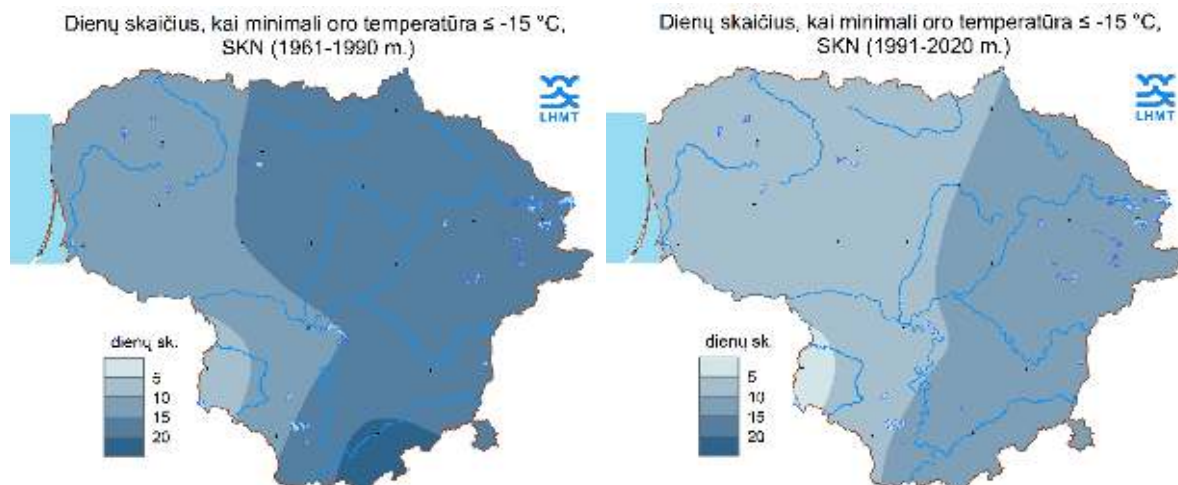 Dienų skaičius, kai minimali oro temperatūra ≤ -15 °C,
SKN (1961-1990 m.)
LHMT
dienų sk.
5
10
15
20
Dienų skaičius, kai minimali oro temperatūra ≤ -15 °C,
SKN (1991-2020 m.)
LHMT
dienų sk.
5
10
15
20